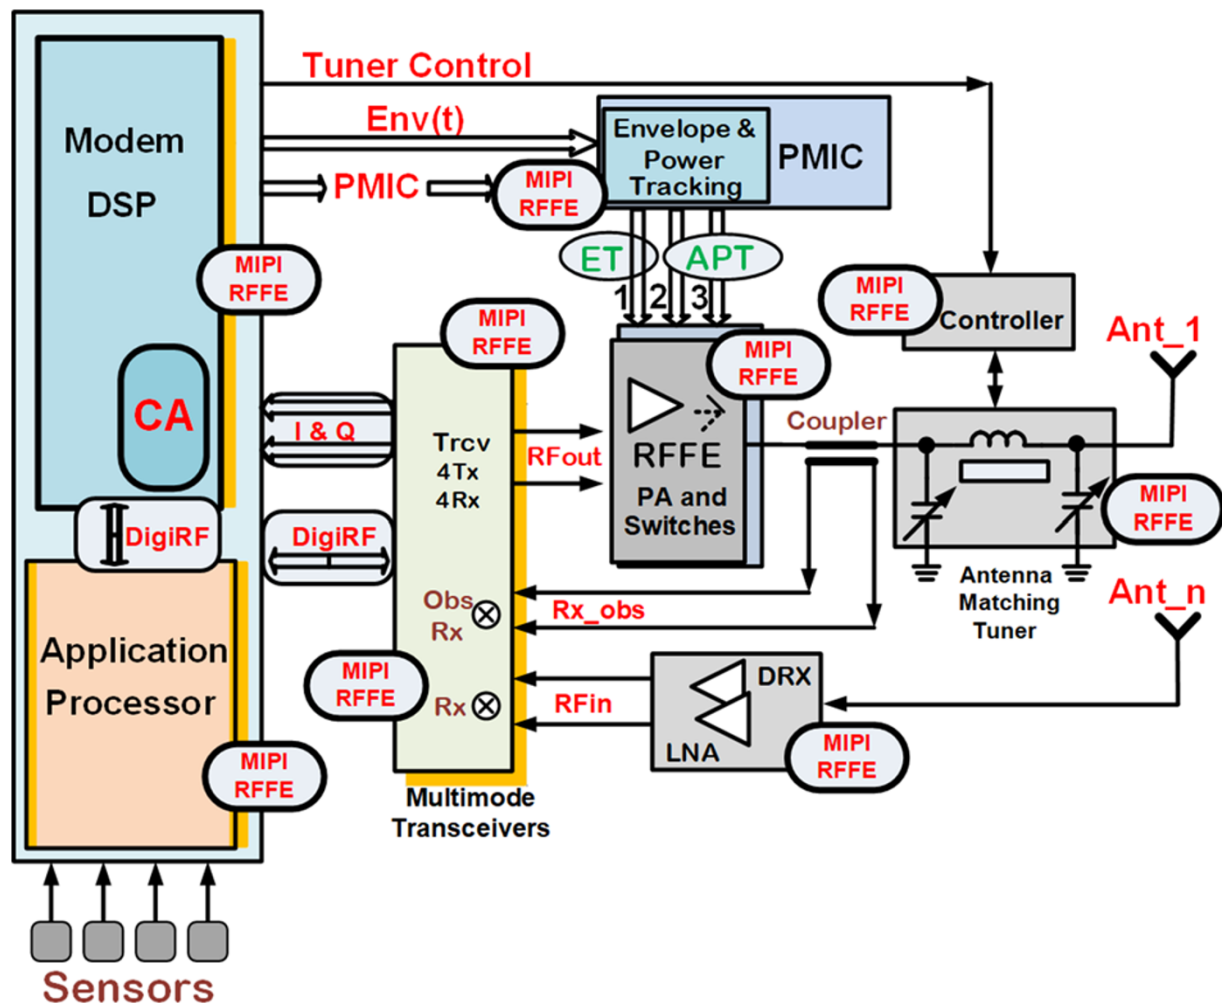 Tuner Control
Modem
DSP
Env(t)
Envelope &
Power
Tracking
PMIC
PMIC
MIPI
RFFE
MIPI
RFFE
ET
APT
1
2
3
MIPI
RFFE
Controller
MIPI
RFFE
MIPI
RFFE
Ant_1
CA
I & Q
Trcv
4Tx
4Rx
RFout
RFFE
PA and
Switches
Coupler
MIPI
RFFE
DigiRF
DigiRF
Antenna
Matching
Tuner
Ant_n
Obs
Rx
Rx_obs
Application
Processor
MIPI
RFFE
Rx
RFin
DRX
LNA
MIPI
RFFE
MIPI
RFFE
Multimode
Transceivers
Sensors